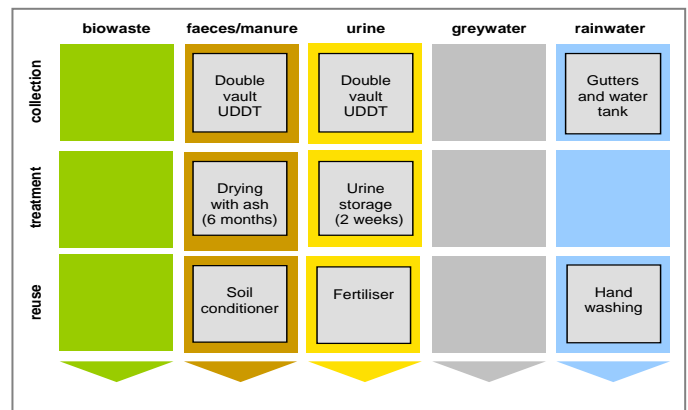 biowaste faeces/manure urine greywater rainwater
collection
Double
vault
UDDT
Double
vault
UDDT
Gutters
and water
tank
treatment
Drying
with ash
(6 months)
Urine
storage
(2 weeks)
reuse
Soil
conditioner
Fertiliser
Hand
washing